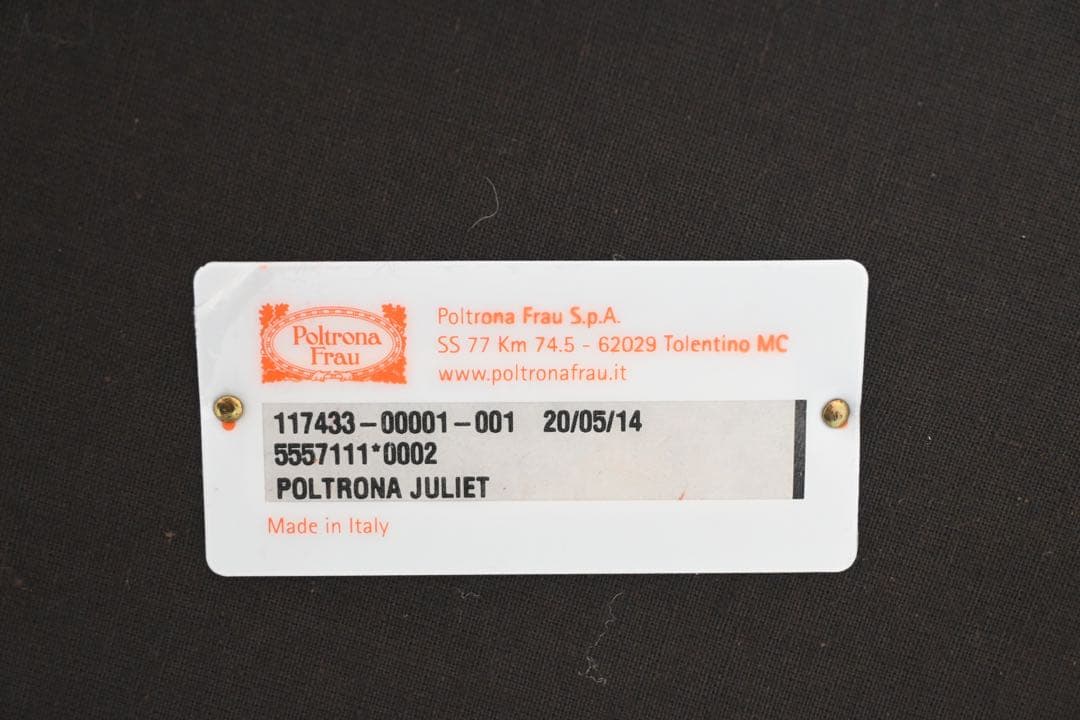 Poltrona
Frau
Poltrona Frau S.p.A.
SS 77 Km 74.5 - 62029 Tolentino MC
www.poltronafrau.it
117433-00001-001 20/05/14
5557111*0002
POLTRONA JULIET
Made in Italy